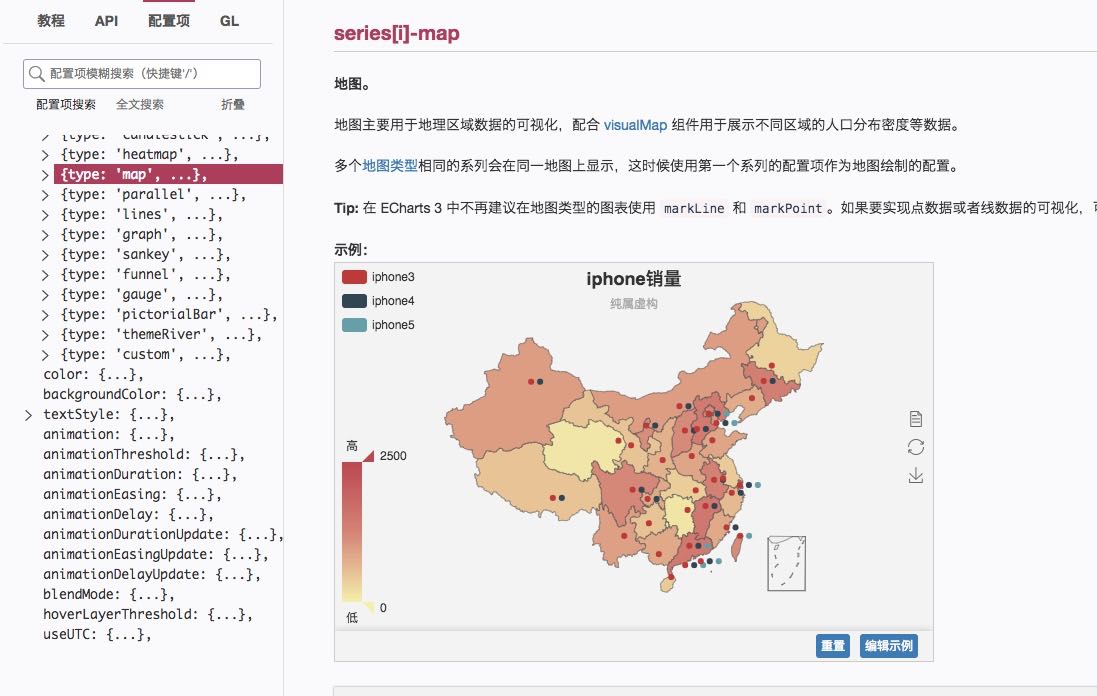 教程 API 配置项 GL
配置项模糊搜索（快捷键'/'）
配置项搜索 全文搜索 折叠
{type: 'candlestick', ...},
{type: 'heatmap', ...},
{type: 'map', ...},
{type: 'parallel', ...},
{type: 'lines', ...},
{type: 'graph', ...},
{type: 'sankey', ...},
{type: 'funnel', ...},
{type: 'gauge', ...},
{type: 'pictorialBar', ...},
{type: 'themeRiver', ...},
{type: 'custom', ...},
color: {...},
backgroundColor: {...},
textStyle: {...},
animation: {...},
animationThreshold: {...},
animationDuration: {...},
animationEasing: {...},
animationDelay: {...},
animationDurationUpdate: {...},
animationEasingUpdate: {...},
animationDelayUpdate: {...},
blendMode: {...},
hoverLayerThreshold: {...},
useUTC: {...},
series[i]-map
地图。
地图主要用于地理区域数据的可视化，配合 visualMap 组件用于展示不同区域的人口分布密度等数据。
多个地图类型相同的系列会在同一地图上显示，这时候使用第一个系列的配置项作为地图绘制的配置。
Tip: 在 ECharts 3 中不再建议在地图类型的图表使用 markLine 和 markPoint。如果要实现点数据或者线数据的可视化，
示例：
iphone3
iphone4
iphone5
iphone销量
纯属虚构
高
2500
0
低
重置 编辑示例